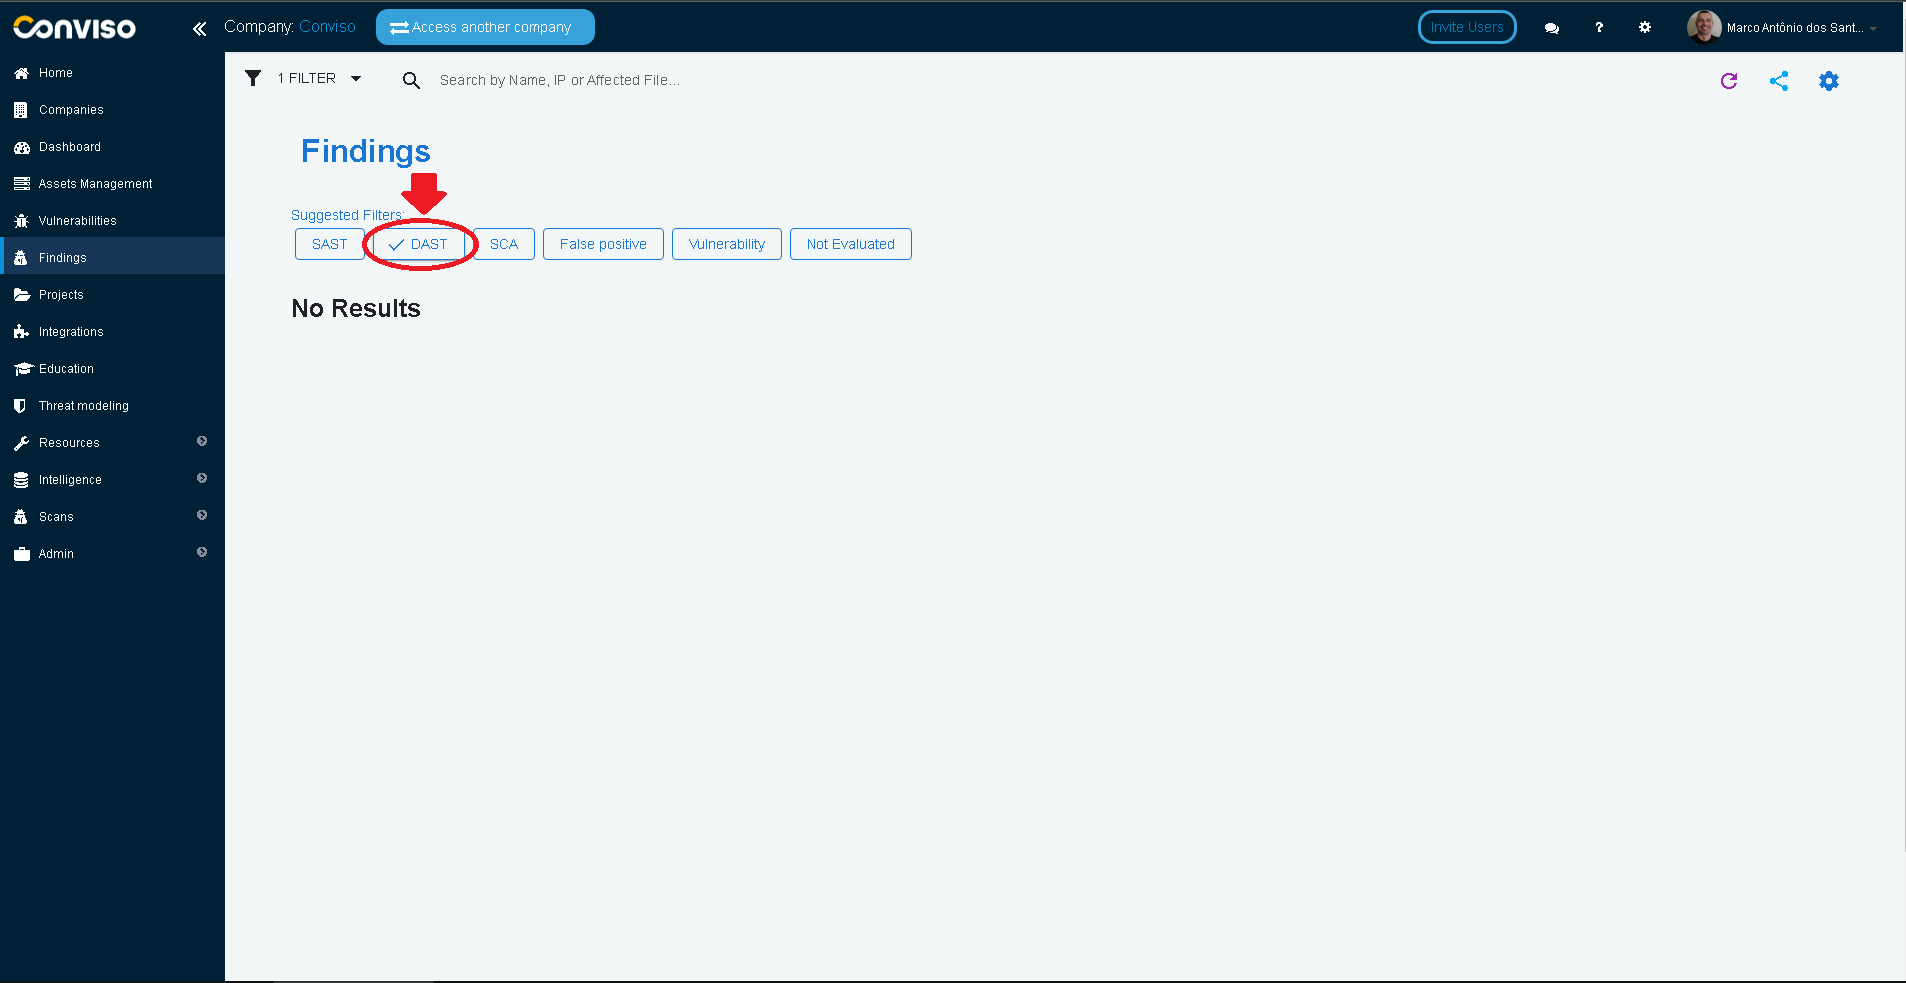 Conviso
Company: Conviso
Access another company
Invite Users
?
Marco Antônio dos Sant...
Home
Companies
Dashboard
Assets Management
Vulnerabilities
Findings
Projects
Integrations
Education
Threat modeling
Resources
Intelligence
Scans
Admin
1 FILTER
Search by Name, IP or Affected File...
Findings
Suggested Filters:
SAST
DAST
SCA
False positive
Vulnerability
Not Evaluated
No Results